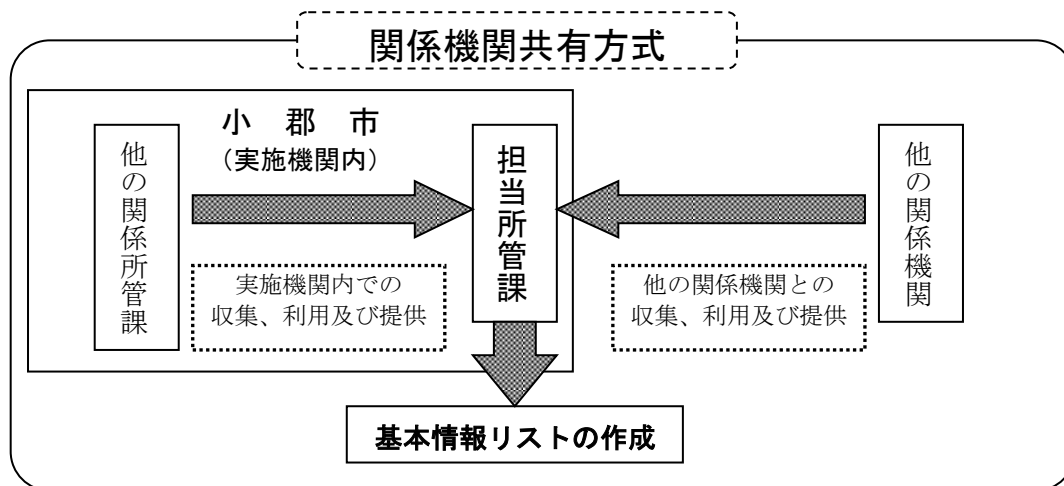 関係機関共有方式
小 郡 市
（実施機関内）
他の関係所管課
担当所管課
他の関係機関
実施機関内での
収集、利用及び提供
他の関係機関との
収集、利用及び提供
基本情報リストの作成